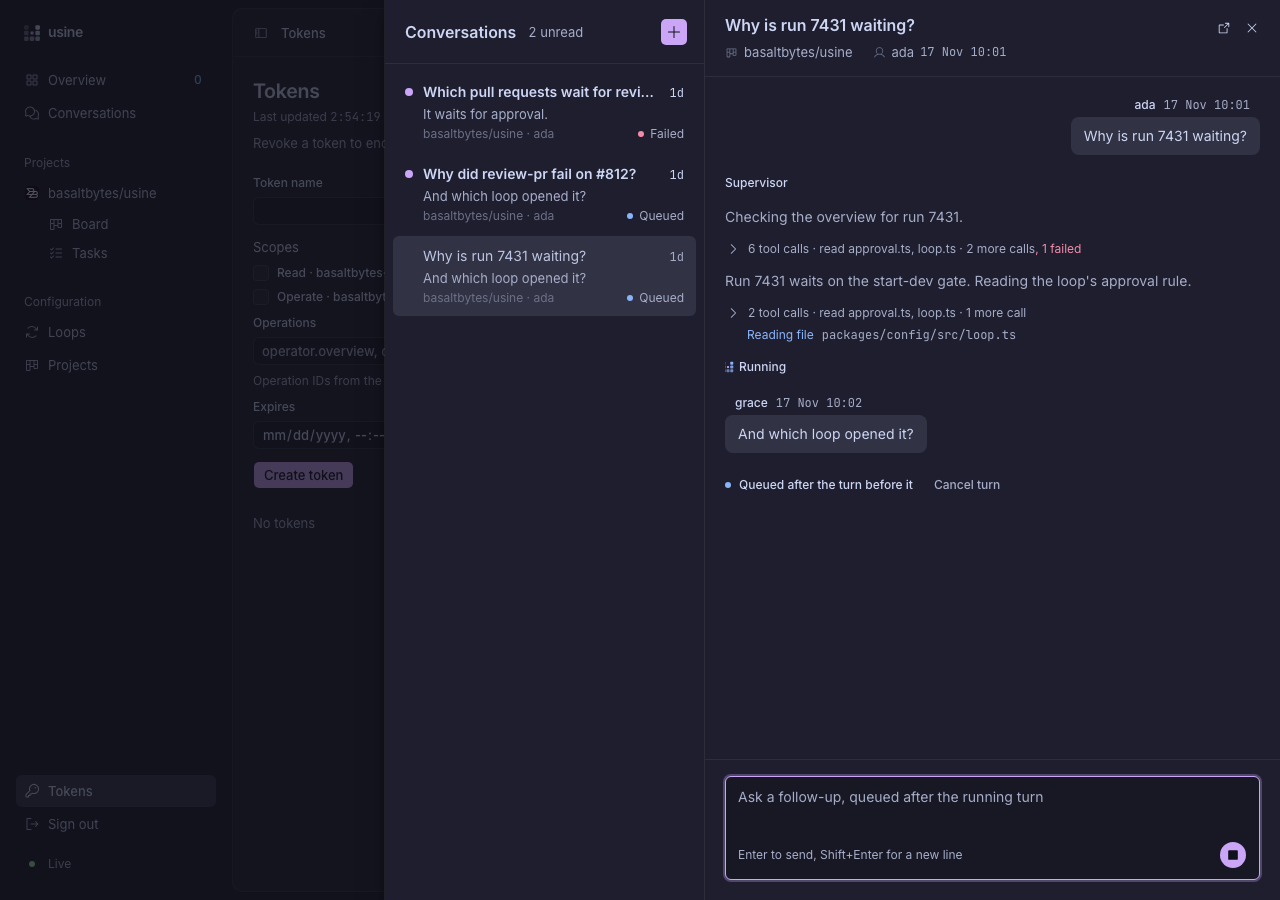 usine
Overview 0
Conversations
Projects
basaltbytes/usine
Board
Tasks
Configuration
Loops
Projects
Tokens
Sign out
Live
Tokens
Tokens
Last updated 2:54:19
Revoke a token to end
Token name
Scopes
Read · basaltbytes
Operate · basaltbyt
Operations
operator.overview,
Operation IDs from the
Expires
mm/dd/yyyy, --:--
Create token
No tokens
Conversations 2 unread
Which pull requests wait for revi… 1d
It waits for approval.
basaltbytes/usine · ada Failed
Why did review-pr fail on #812? 1d
And which loop opened it?
basaltbytes/usine · ada Queued
Why is run 7431 waiting? 1d
And which loop opened it?
basaltbytes/usine · ada Queued
Why is run 7431 waiting?
basaltbytes/usine ada 17 Nov 10:01
ada 17 Nov 10:01
Why is run 7431 waiting?
Supervisor
Checking the overview for run 7431.
6 tool calls · read approval.ts, loop.ts · 2 more calls, 1 failed
Run 7431 waits on the start-dev gate. Reading the loop's approval rule.
2 tool calls · read approval.ts, loop.ts · 1 more call
Reading file packages/config/src/loop.ts
Running
grace 17 Nov 10:02
And which loop opened it?
Queued after the turn before it Cancel turn
Ask a follow-up, queued after the running turn
Enter to send, Shift+Enter for a new line